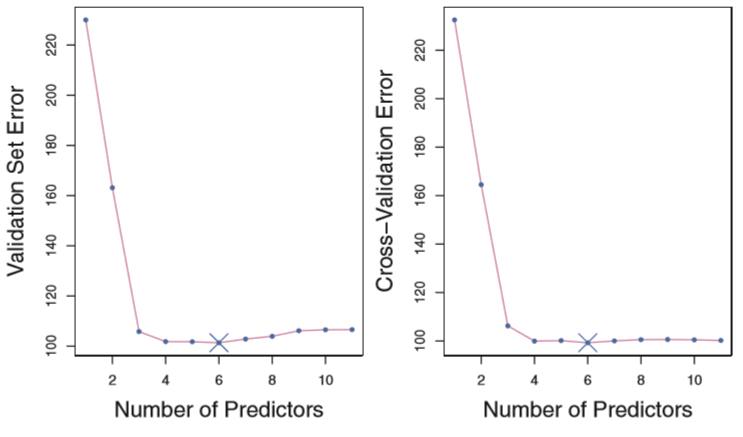 Validation Set Error
220
200
180
160
140
120
100
2 4 6 8 10
Number of Predictors
Cross−Validation Error
220
200
180
160
140
120
100
2 4 6 8 10
Number of Predictors